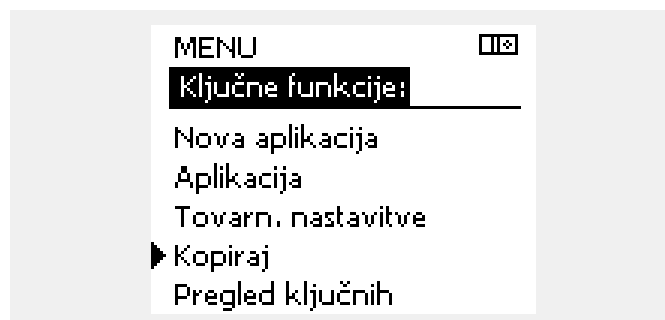 MENU
Ključne funkcije:
Nova aplikacija
Aplikacija
Tovarn. nastavitve
Kopiraj
Pregled ključnih